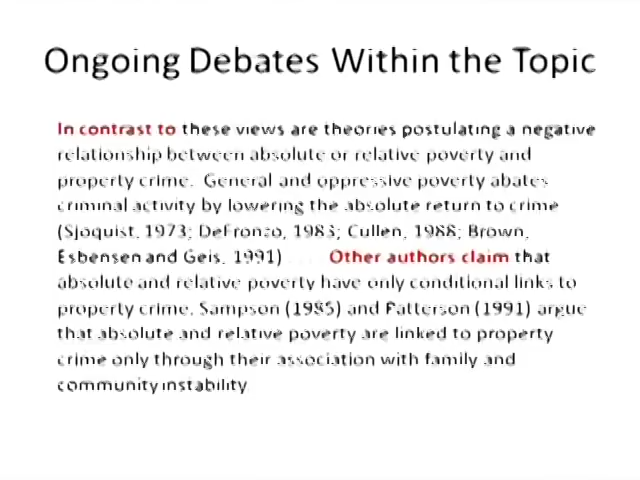 Ongoing Debates Within the Topic
In contrast to these views are theories postulating a negative
relationship between absolute or relative poverty and
property crime. General and oppressive poverty abates
criminal activity by lowering the absolute return to crime
(Sjoquist, 1973; DeFronzo, 1983; Cullen, 1988; Brown,
Esbensen and Geis, 1991) Other authors claim that
absolute and relative poverty have only conditional links to
property crime. Sampson (1985) and Patterson (1991) argue
that absolute and relative poverty are linked to property
crime only through their association with family and
community instability